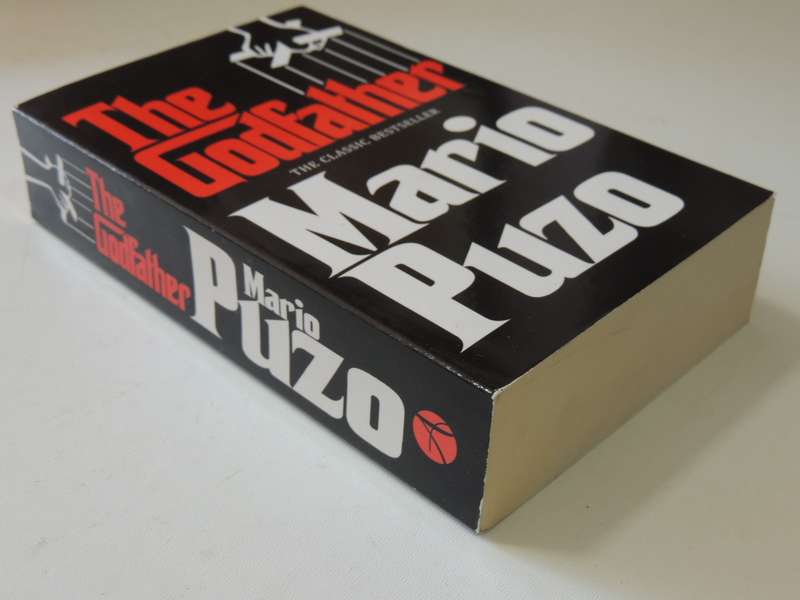 The
Godfather
THE CLASSIC BESTSELLER
Mario
Puzo
The
Godfather
Mario
Puzo